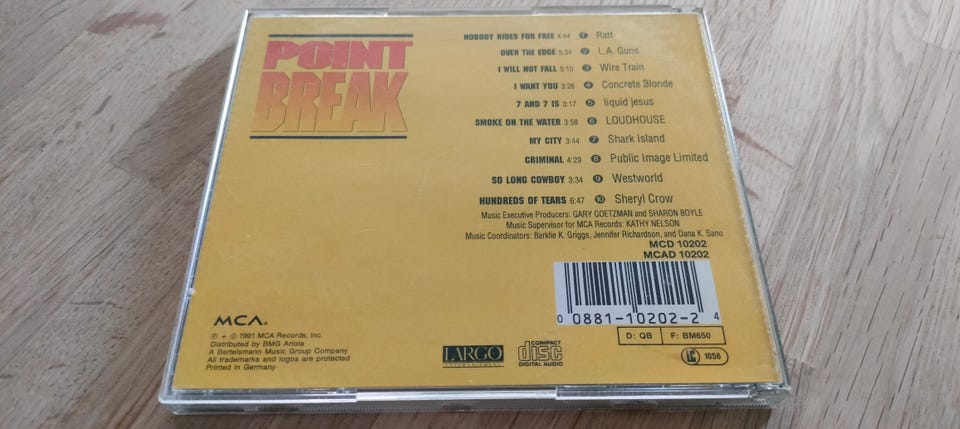 POINT
BREAK
NOBODY RIDES FOR FREE 4:44 1 Ratt
OVER THE EDGE 5:34 2 L.A. Guns
I WILL NOT FALL 5:10 3 Wire Train
I WANT YOU 3:26 4 Concrete Blonde
7 AND 7 IS 3:17 5 liquid jesus
SMOKE ON THE WATER 3:58 6 LOUDHOUSE
MY CITY 3:44 7 Shark Island
CRIMINAL 4:29 8 Public Image Limited
SO LONG COWBOY 3:34 9 Westworld
HUNDREDS OF TEARS 6:47 10 Sheryl Crow
Music Executive Producers: GARY GOETZMAN and SHARON BOYLE
Music Supervisor for MCA Records: KATHY NELSON
Music Coordinators: Barklie K. Griggs, Jennifer Richardson, and Dana K. Sano
MCD 10202
MCAD 10202
0 0881-10202-2 4
D: QB F: BM650
MCA®
℗ + © 1991 MCA Records, Inc.
Distributed by BMG Ariola
A Bertelsmann Music Group Company
All trademarks and logos are protected
Printed in Germany
LARGO
ENTERTAINMENT
COMPACT
disc
DIGITAL AUDIO
LC 1056